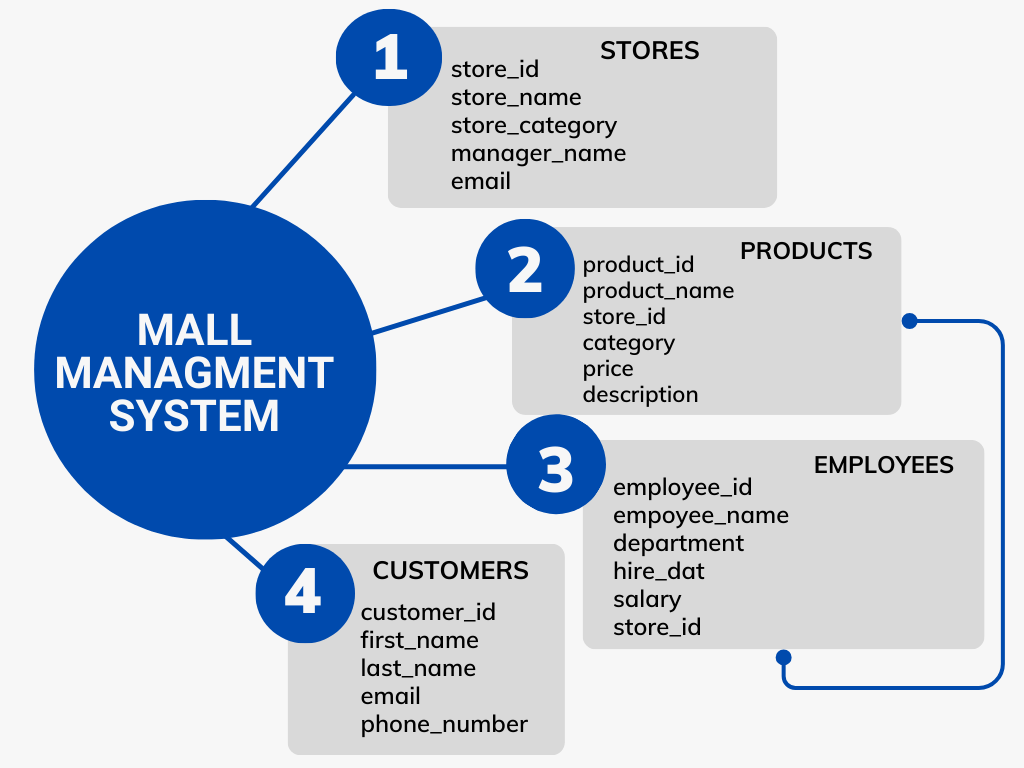 MALL
MANAGMENT
SYSTEM
1
STORES
store_id
store_name
store_category
manager_name
email
2
PRODUCTS
product_id
product_name
store_id
category
price
description
3
EMPLOYEES
employee_id
empoyee_name
department
hire_dat
salary
store_id
4
CUSTOMERS
customer_id
first_name
last_name
email
phone_number